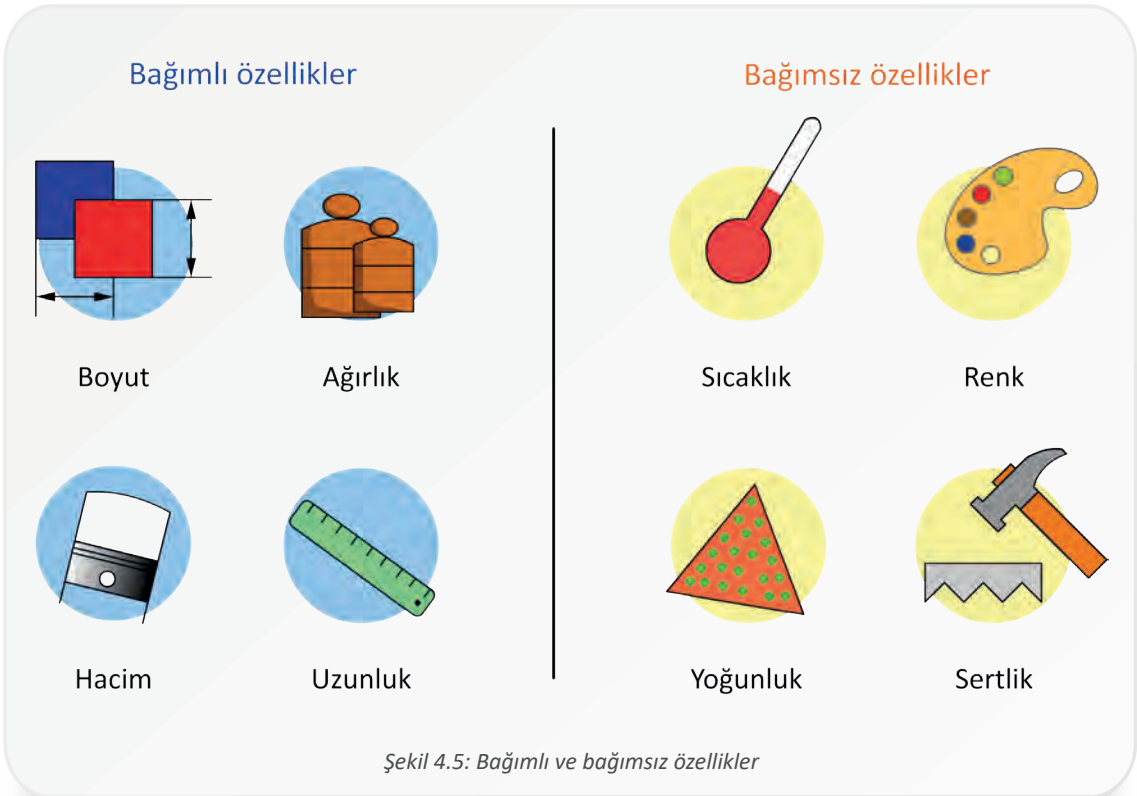 Bağımlı özellikler
Bağımsız özellikler
Boyut
Ağırlık
Sıcaklık
Renk
Hacim
Uzunluk
Yoğunluk
Sertlik
Şekil 4.5: Bağımlı ve bağımsız özellikler